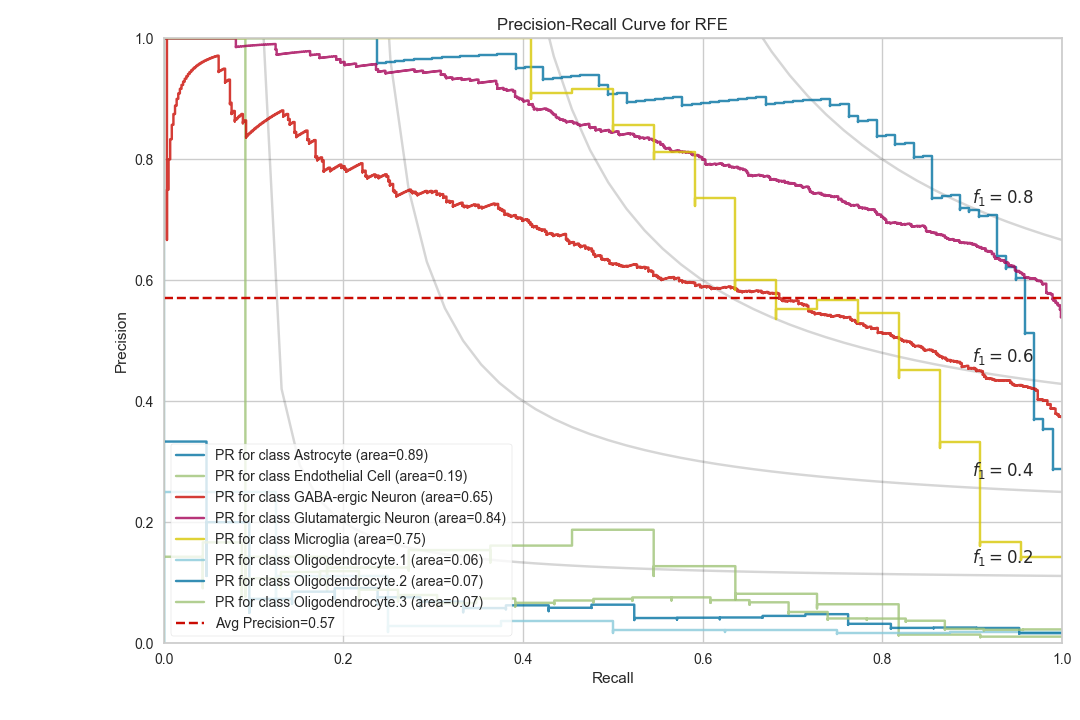 Precision-Recall Curve for RFE
1.0
0.8
0.6
0.4
0.2
0.0
Precision
f1 = 0.8
f1 = 0.6
f1 = 0.4
f1 = 0.2
PR for class Astrocyte (area=0.89)
PR for class Endothelial Cell (area=0.19)
PR for class GABA-ergic Neuron (area=0.65)
PR for class Glutamatergic Neuron (area=0.84)
PR for class Microglia (area=0.75)
PR for class Oligodendrocyte.1 (area=0.06)
PR for class Oligodendrocyte.2 (area=0.07)
PR for class Oligodendrocyte.3 (area=0.07)
Avg Precision=0.57
0.0 0.2 0.4 0.6 0.8 1.0
Recall